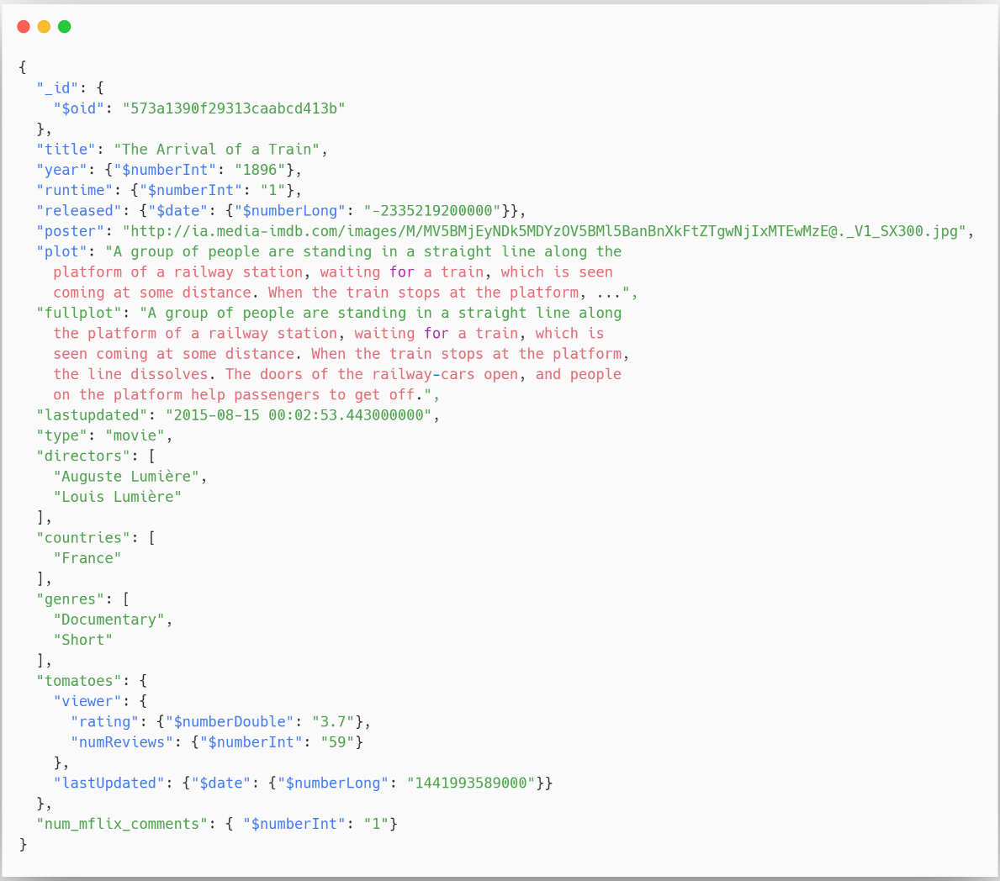 {
  "_id": {
    "$oid": "573a1390f29313caabcd413b"
  },
  "title": "The Arrival of a Train",
  "year": {"$numberInt": "1896"},
  "runtime": {"$numberInt": "1"},
  "released": {"$date": {"$numberLong": "-2335219200000"}},
  "poster": "http://ia.media-imdb.com/images/M/MV5BMjEyNDk5MDYzOV5BMl5BanBnXkFtZTgwNjIxMTEwMzE@._V1_SX300.jpg",
  "plot": "A group of people are standing in a straight line along the
    platform of a railway station, waiting for a train, which is seen
    coming at some distance. When the train stops at the platform, ...",
  "fullplot": "A group of people are standing in a straight line along
    the platform of a railway station, waiting for a train, which is
    seen coming at some distance. When the train stops at the platform,
    the line dissolves. The doors of the railway-cars open, and people
    on the platform help passengers to get off.",
  "lastupdated": "2015-08-15 00:02:53.443000000",
  "type": "movie",
  "directors": [
    "Auguste Lumière",
    "Louis Lumière"
  ],
  "countries": [
    "France"
  ],
  "genres": [
    "Documentary",
    "Short"
  ],
  "tomatoes": {
    "viewer": {
      "rating": {"$numberDouble": "3.7"},
      "numReviews": {"$numberInt": "59"}
    },
    "lastUpdated": {"$date": {"$numberLong": "1441993589000"}}
  },
  "num_mflix_comments": { "$numberInt": "1"}
}